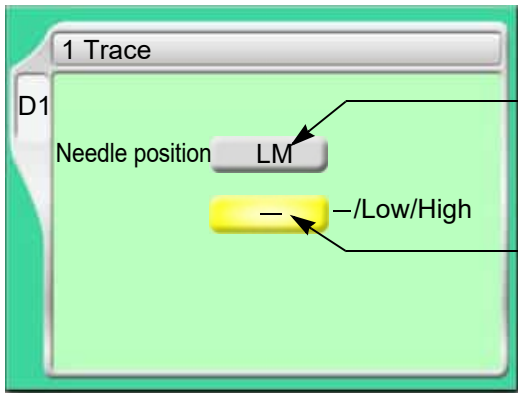 1 Trace
D1
Needle position LM
— —/Low/High